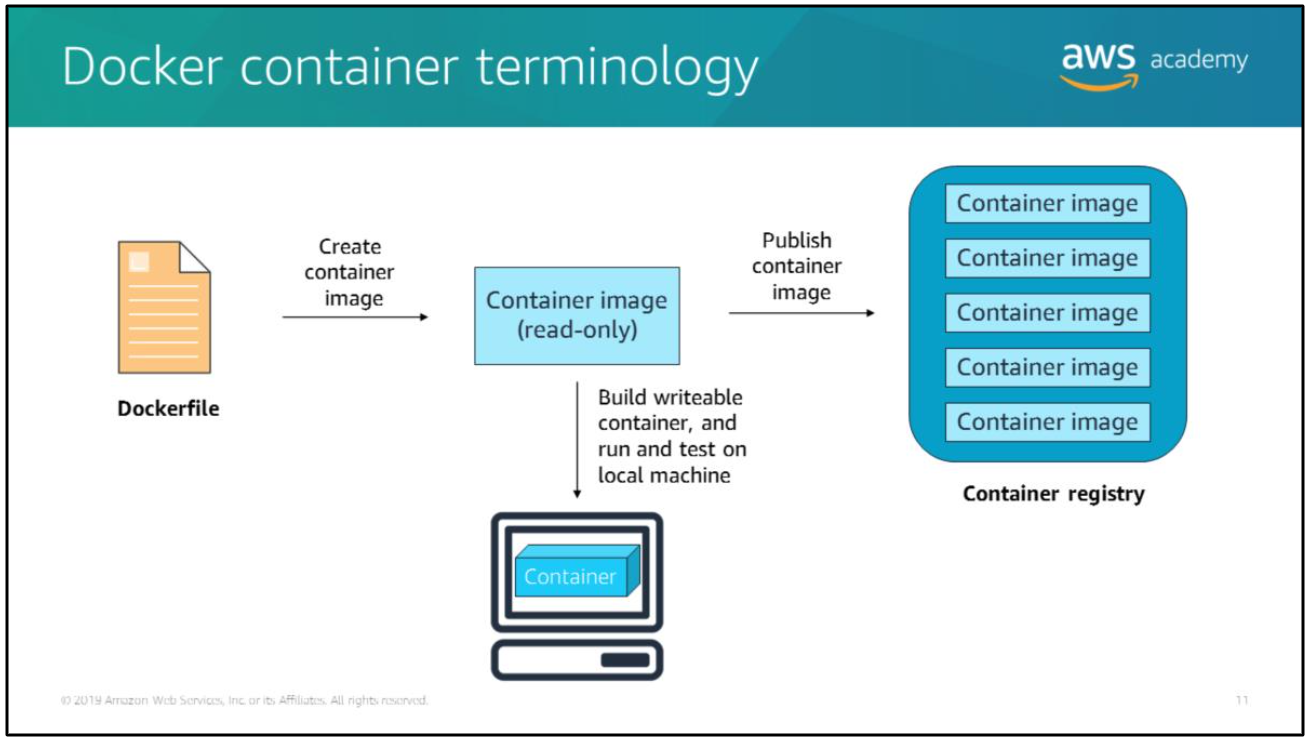 Docker container terminology
aws academy
Create
container
image
Dockerfile
Container image
(read-only)
Publish
container
image
Build writeable
container, and
run and test on
local machine
Container
Container image
Container image
Container image
Container image
Container image
Container registry
© 2019 Amazon Web Services, Inc. or its Affiliates. All rights reserved.
11